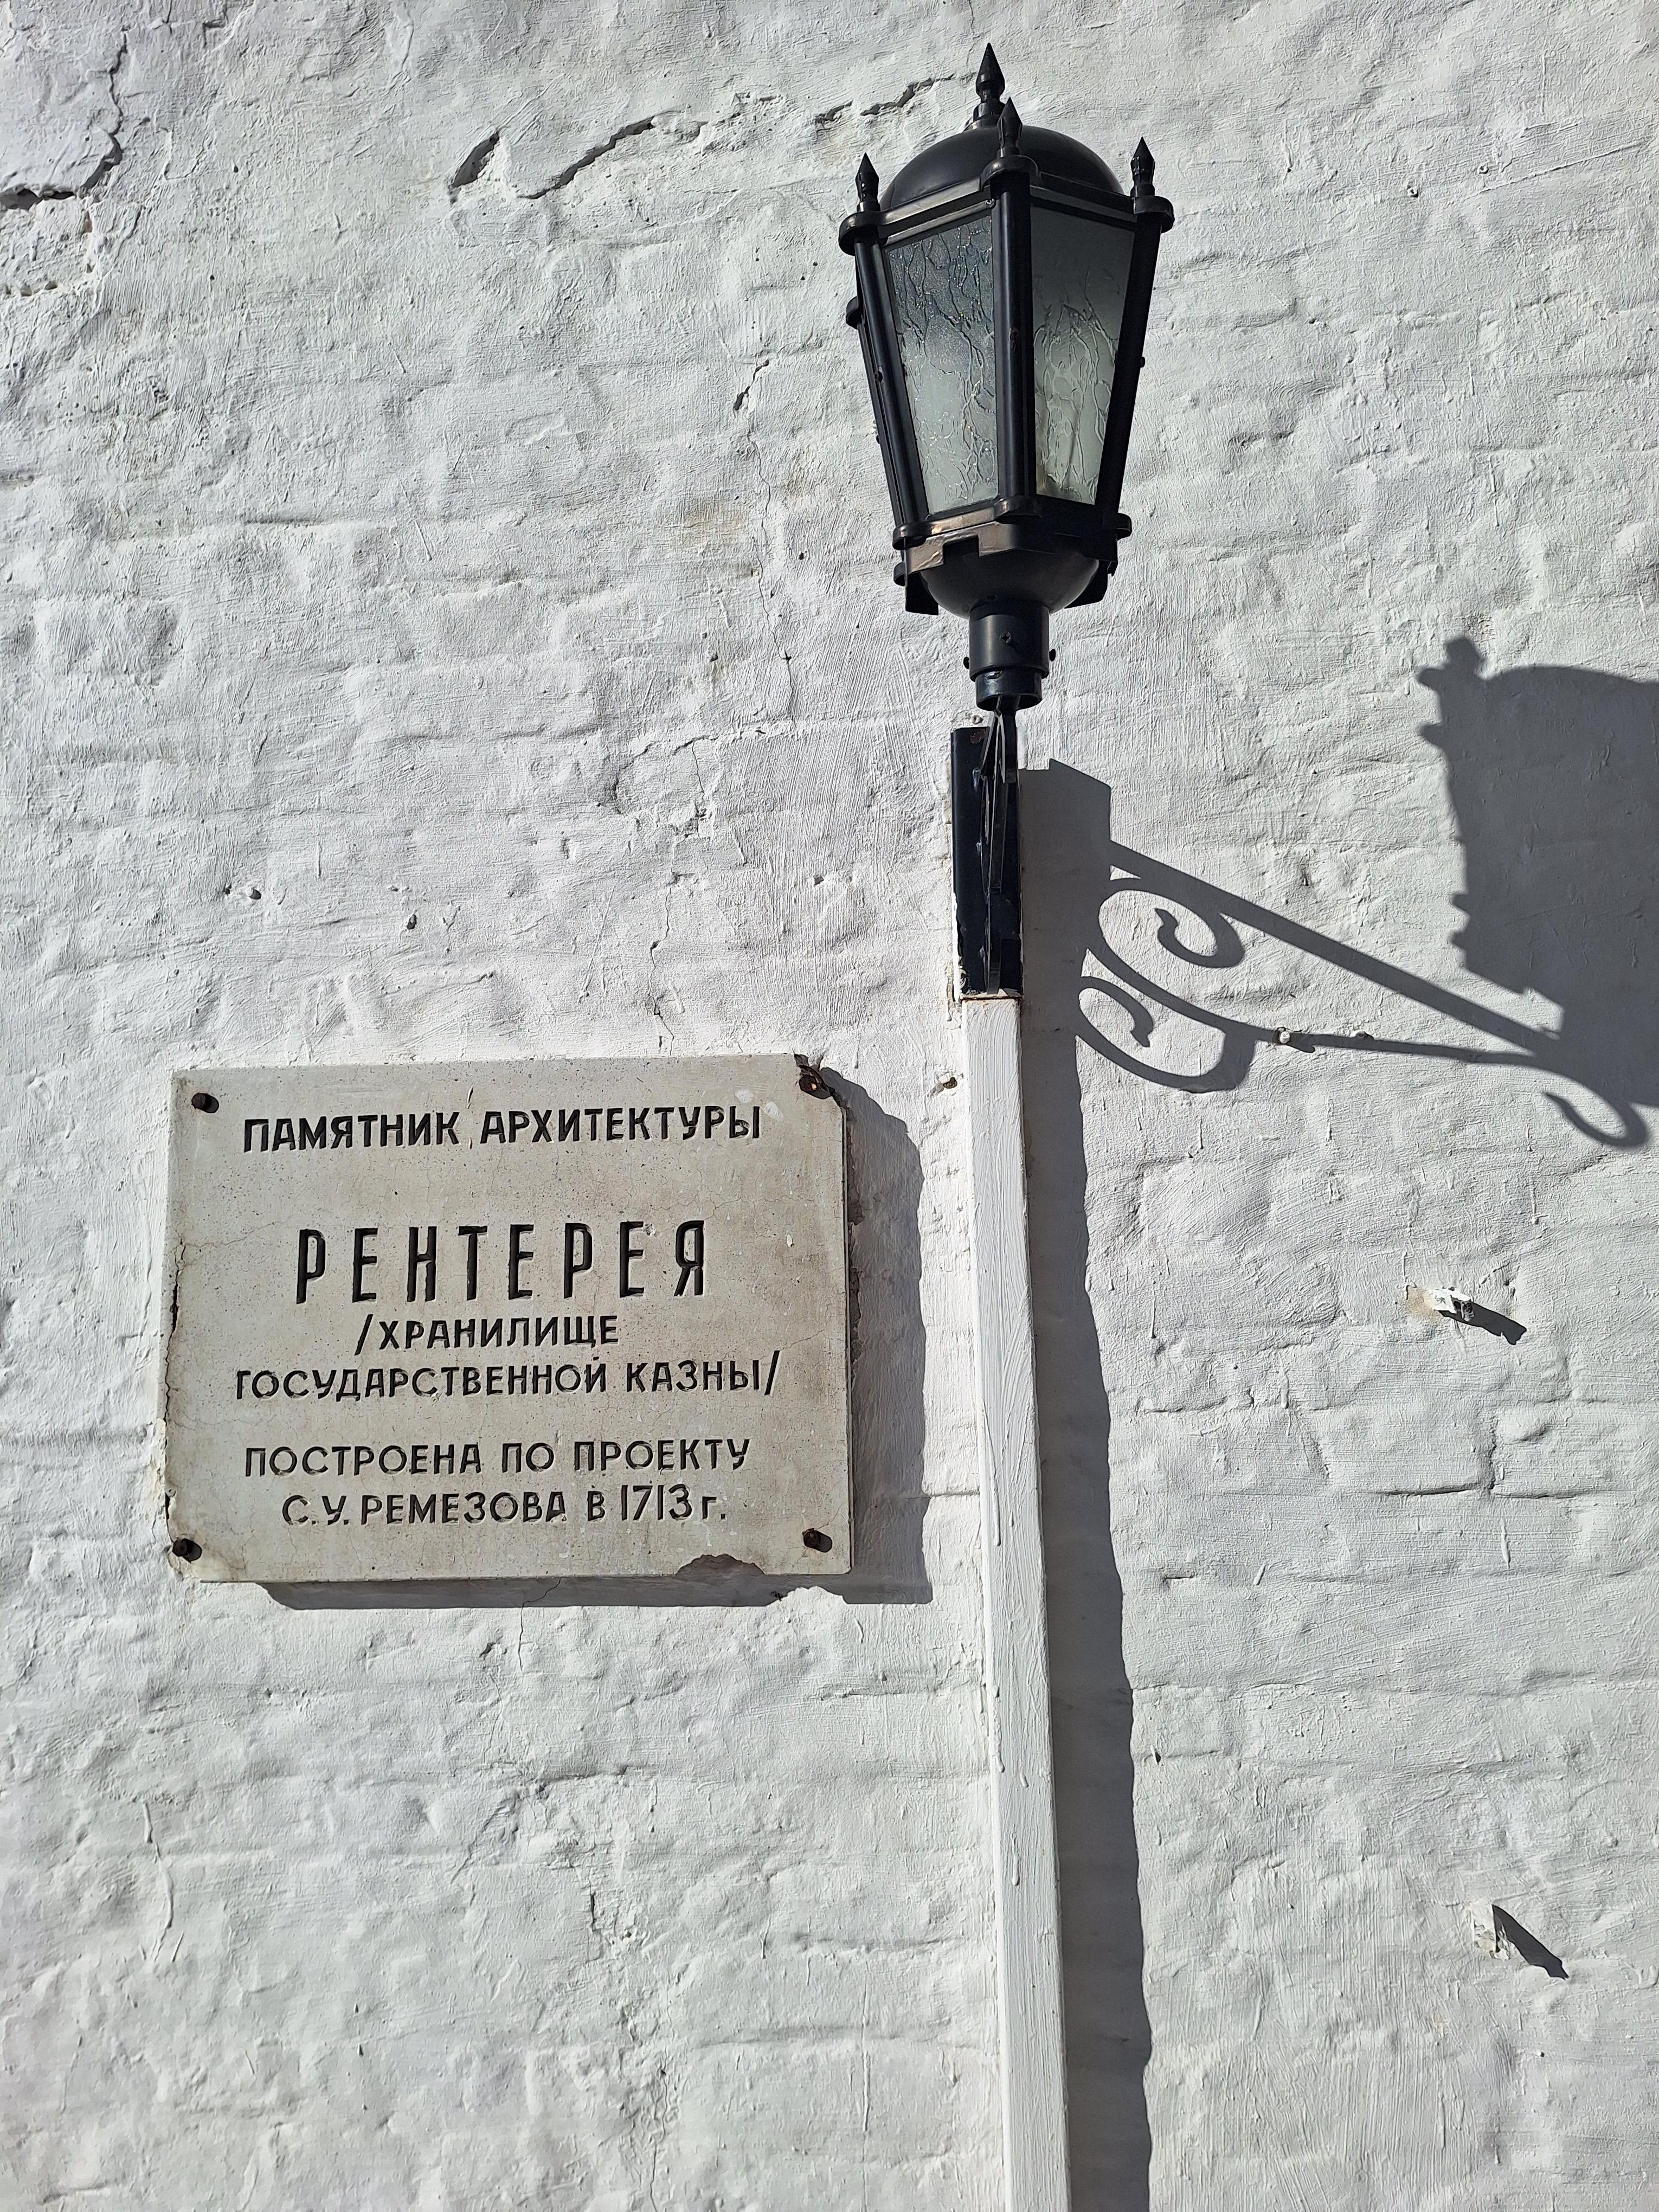 ПАМЯТНИК АРХИТЕКТУРЫ
РЕНТЕРЕЯ
/ХРАНИЛИЩЕ
ГОСУДАРСТВЕННОЙ КАЗНЫ/
ПОСТРОЕНА ПО ПРОЕКТУ
С.У. РЕМЕЗОВА В 1713 г.